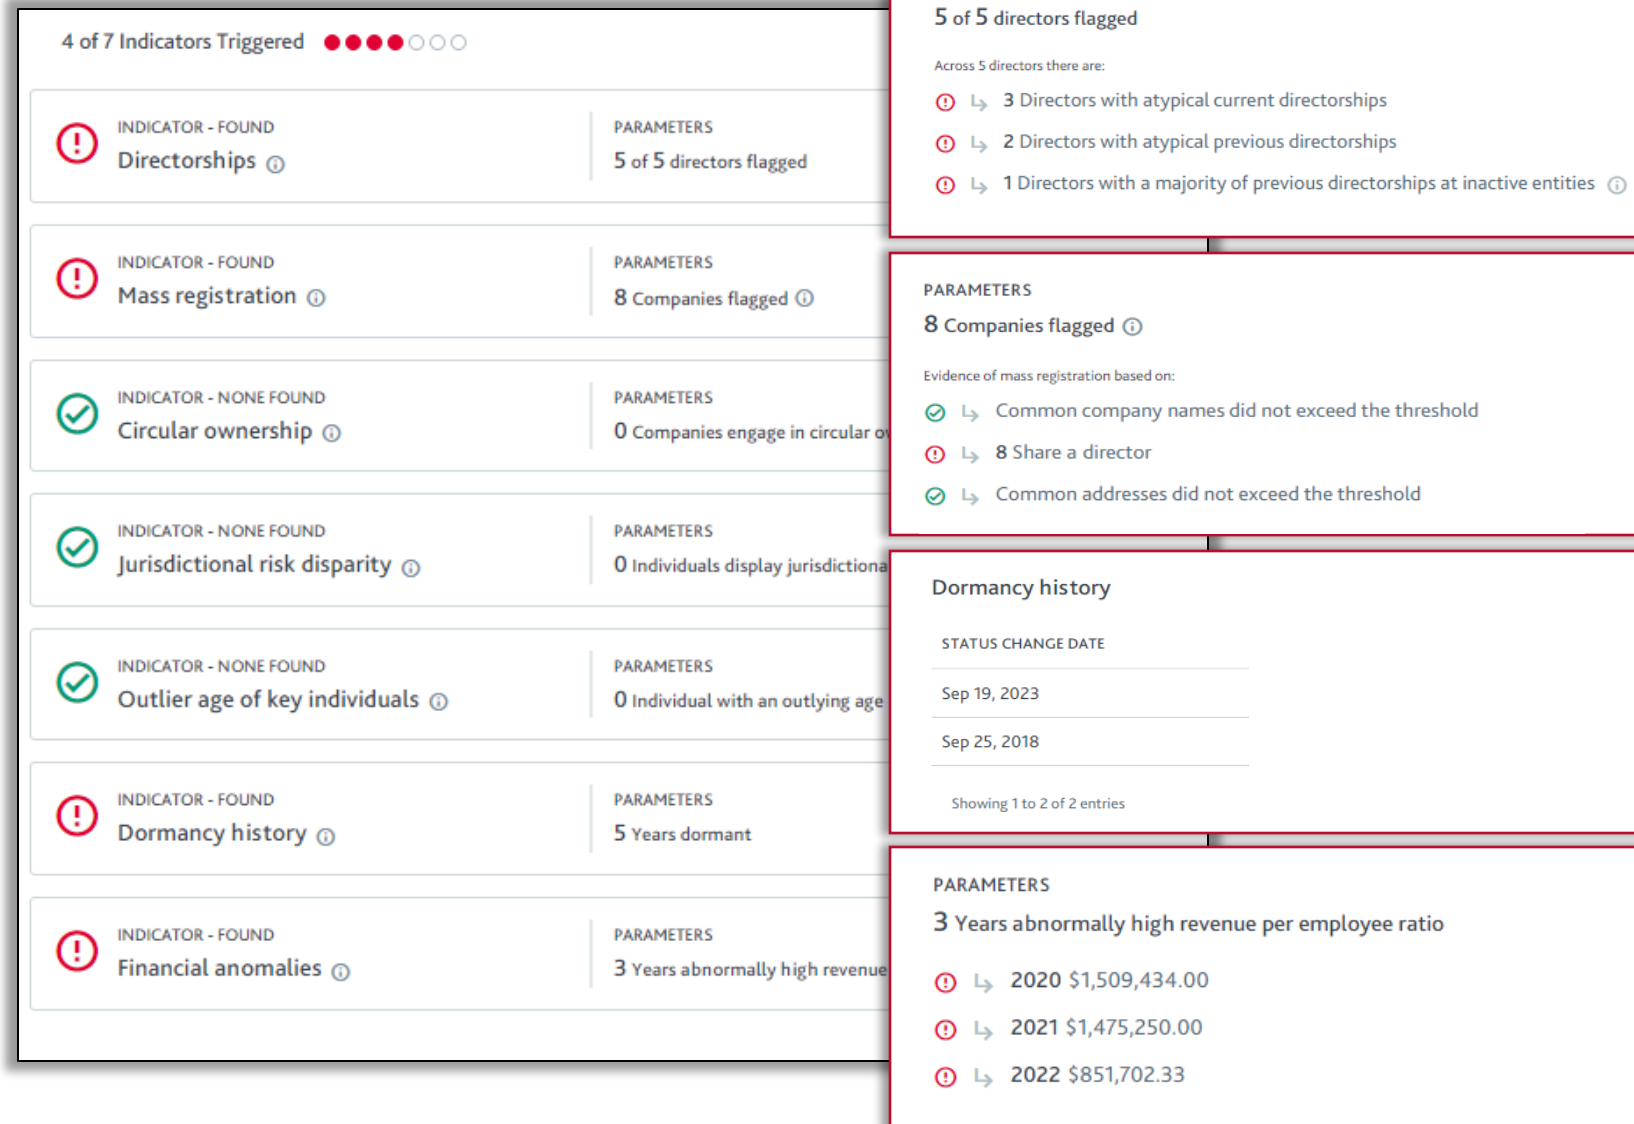 4 of 7 Indicators Triggered
INDICATOR - FOUND
Directorships
PARAMETERS
5 of 5 directors flagged
INDICATOR - FOUND
Mass registration
PARAMETERS
8 Companies flagged
INDICATOR - NONE FOUND
Circular ownership
PARAMETERS
0 Companies engage in circular
INDICATOR - NONE FOUND
Jurisdictional risk disparity
PARAMETERS
0 Individuals display
INDICATOR - NONE FOUND
Outlier age of key individuals
PARAMETERS
0 Individual with an outlying age
INDICATOR - FOUND
Dormancy history
PARAMETERS
5 Years dormant
INDICATOR - FOUND
Financial anomalies
PARAMETERS
3 Years abnormally high revenue
5 of 5 directors flagged
Across 5 directors there are:
3 Directors with atypical current directorships
2 Directors with atypical previous directorships
1 Directors with a majority of previous directorships at inactive entities
PARAMETERS
8 Companies flagged
Evidence of mass registration based on:
Common company names did not exceed the threshold
8 Share a director
Common addresses did not exceed the threshold
Dormancy history
STATUS CHANGE DATE
Sep 19, 2023
Sep 25, 2018
Showing 1 to 2 of 2 entries
PARAMETERS
3 Years abnormally high revenue per employee ratio
2020 $1,509,434.00
2021 $1,475,250.00
2022 $851,702.33